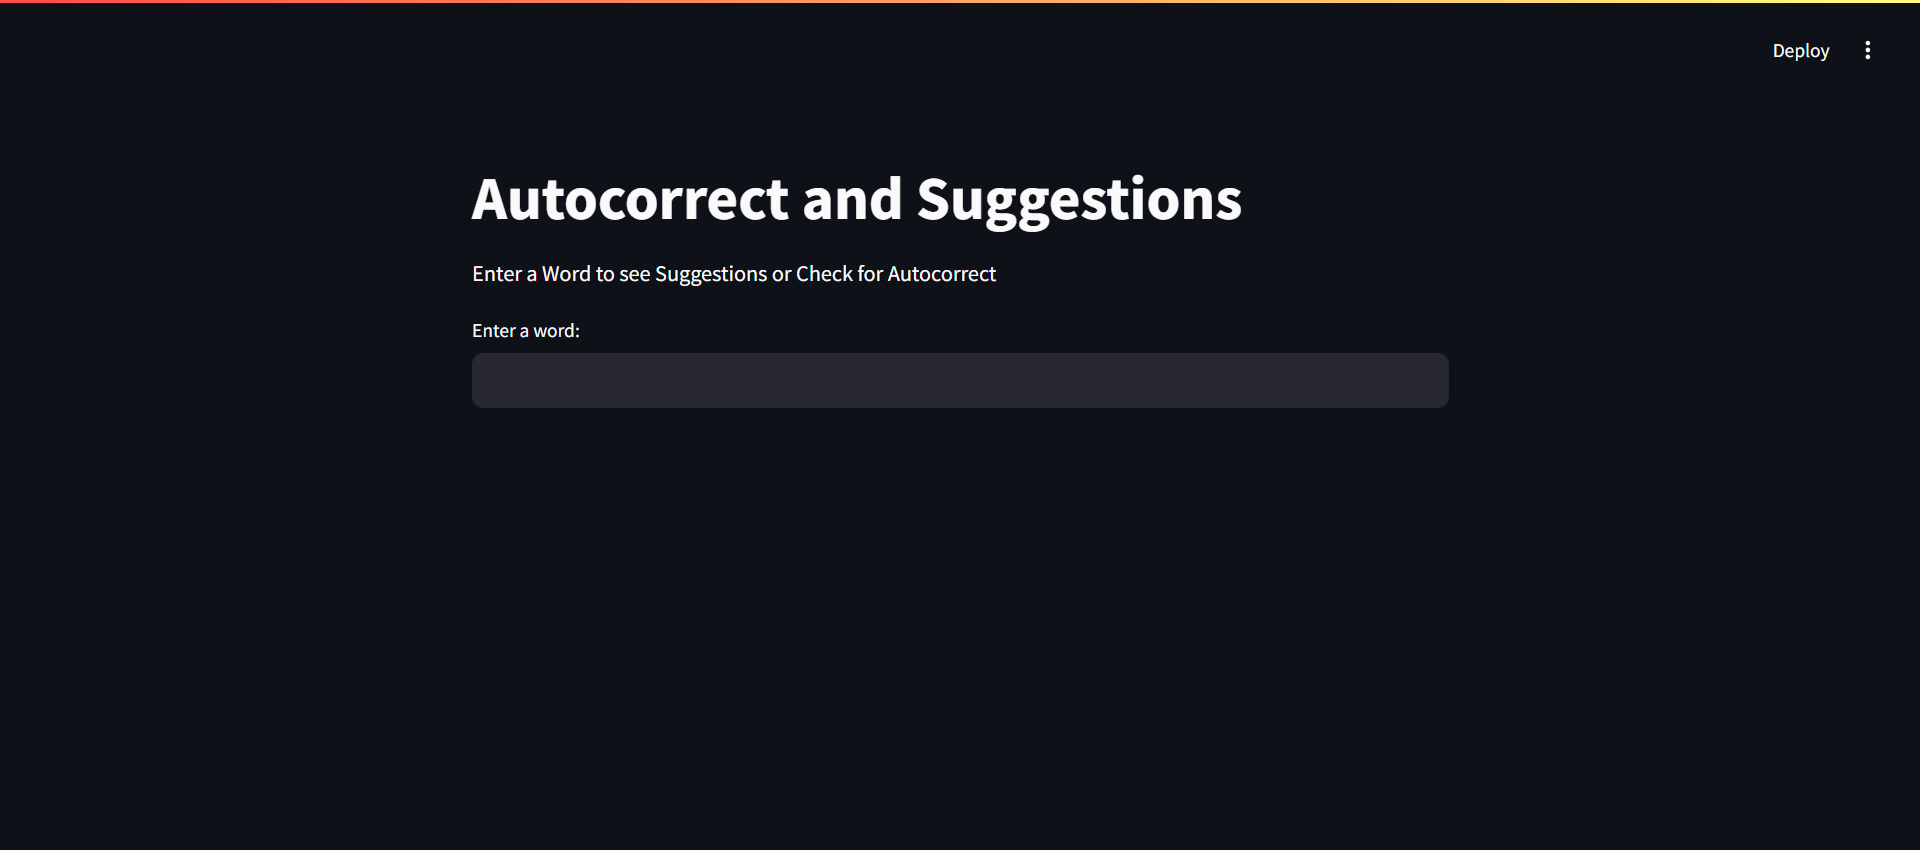 Deploy
Autocorrect and Suggestions
Enter a Word to see Suggestions or Check for Autocorrect
Enter a word: